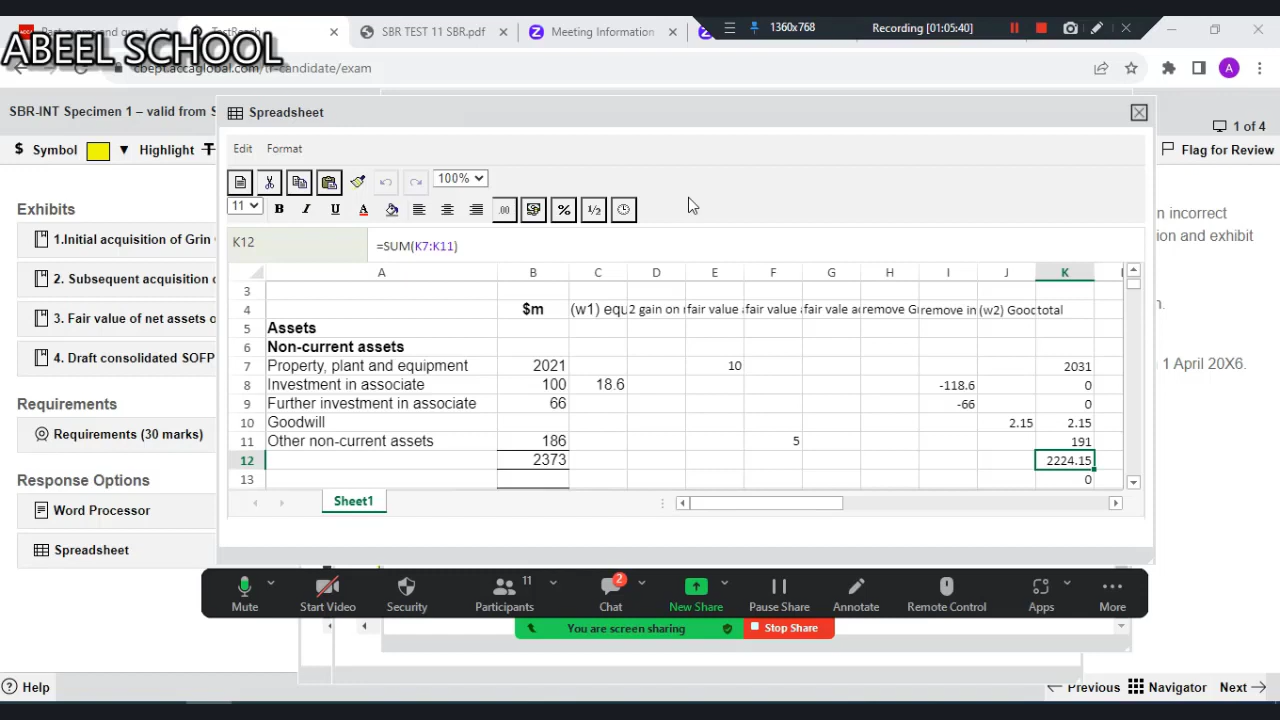 TestReach
SBR TEST 11 SBR.pdf
Meeting Information
1360x768
Recording [01:05:40]
ABEEL SCHOOL
cbept.accaglobal.com/tr-candidate/exam
A
SBR-INT Specimen 1 – valid from S
Spreadsheet
1 of 4
$ Symbol
Highlight
Edit Format
Flag for Review
100%
11
B I U A
.00 % 1/2
Exhibits
n incorrect
1.Initial acquisition of Grin
ion and exhibit
K12
=SUM(K7:K11)
A B C D E F G H I J K
2. Subsequent acquisition o
3
4 $m (w1) equ 2 gain on r fair value a fair value a fair vale ad remove G remove in (w2) Good total
3. Fair value of net assets o
5 Assets
6 Non-current assets
4. Draft consolidated SOFP
7 Property, plant and equipment 2021 10 2031
1 April 20X6.
8 Investment in associate 100 18.6 -118.6 0
9 Further investment in associate 66 -66 0
Requirements
10 Goodwill 2.15 2.15
Requirements (30 marks)
11 Other non-current assets 186 5 191
12 2373 2224.15
13 0
Response Options
Sheet1
Word Processor
Spreadsheet
11
2
Mute
Start Video
Security
Participants
Chat
New Share
Pause Share
Annotate
Remote Control
Apps
More
You are screen sharing
Stop Share
Help
Previous
Navigator
Next